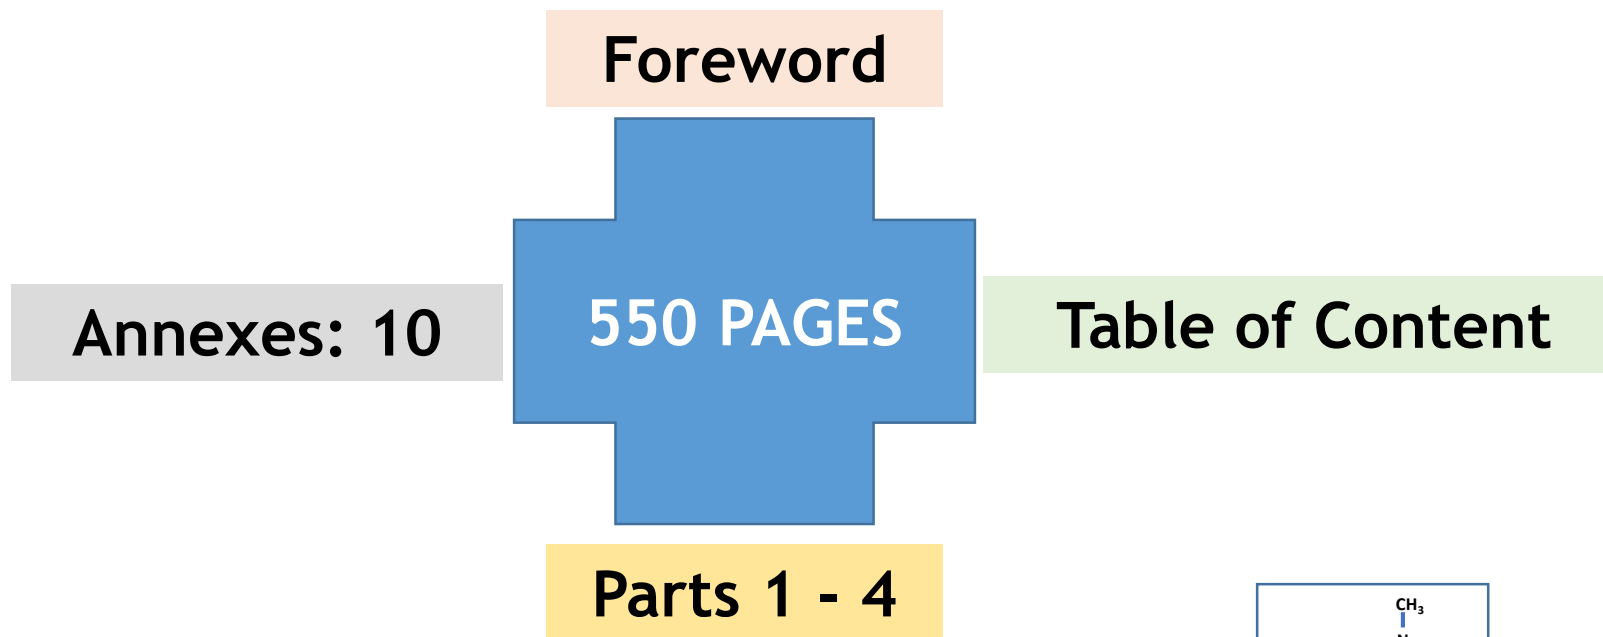 Foreword
550 PAGES
Annexes: 10
Table of Content
Parts 1 - 4
CH₃